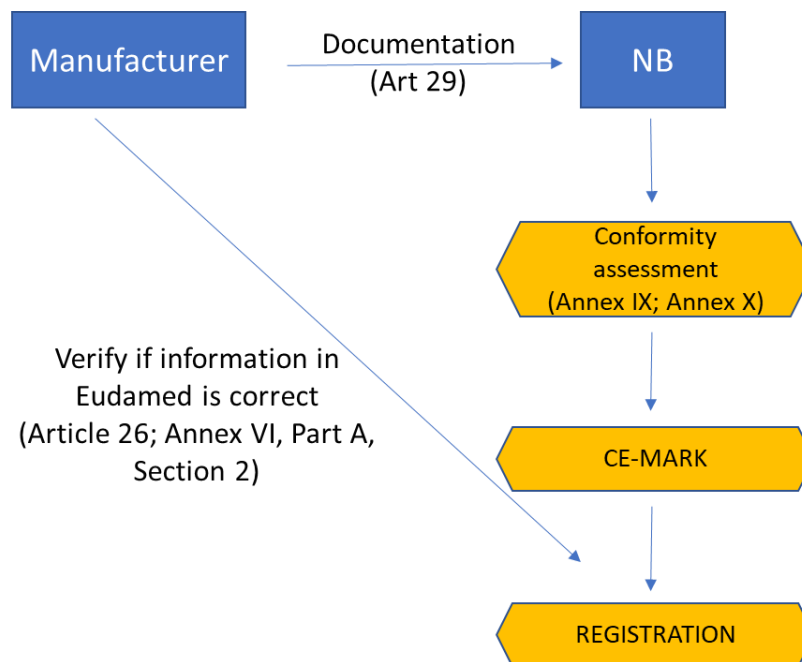 Manufacturer
Documentation
(Art 29)
NB
Conformity
assessment
(Annex IX; Annex X)
Verify if information in
Eudamed is correct
(Article 26; Annex VI, Part A,
Section 2)
CE-MARK
REGISTRATION